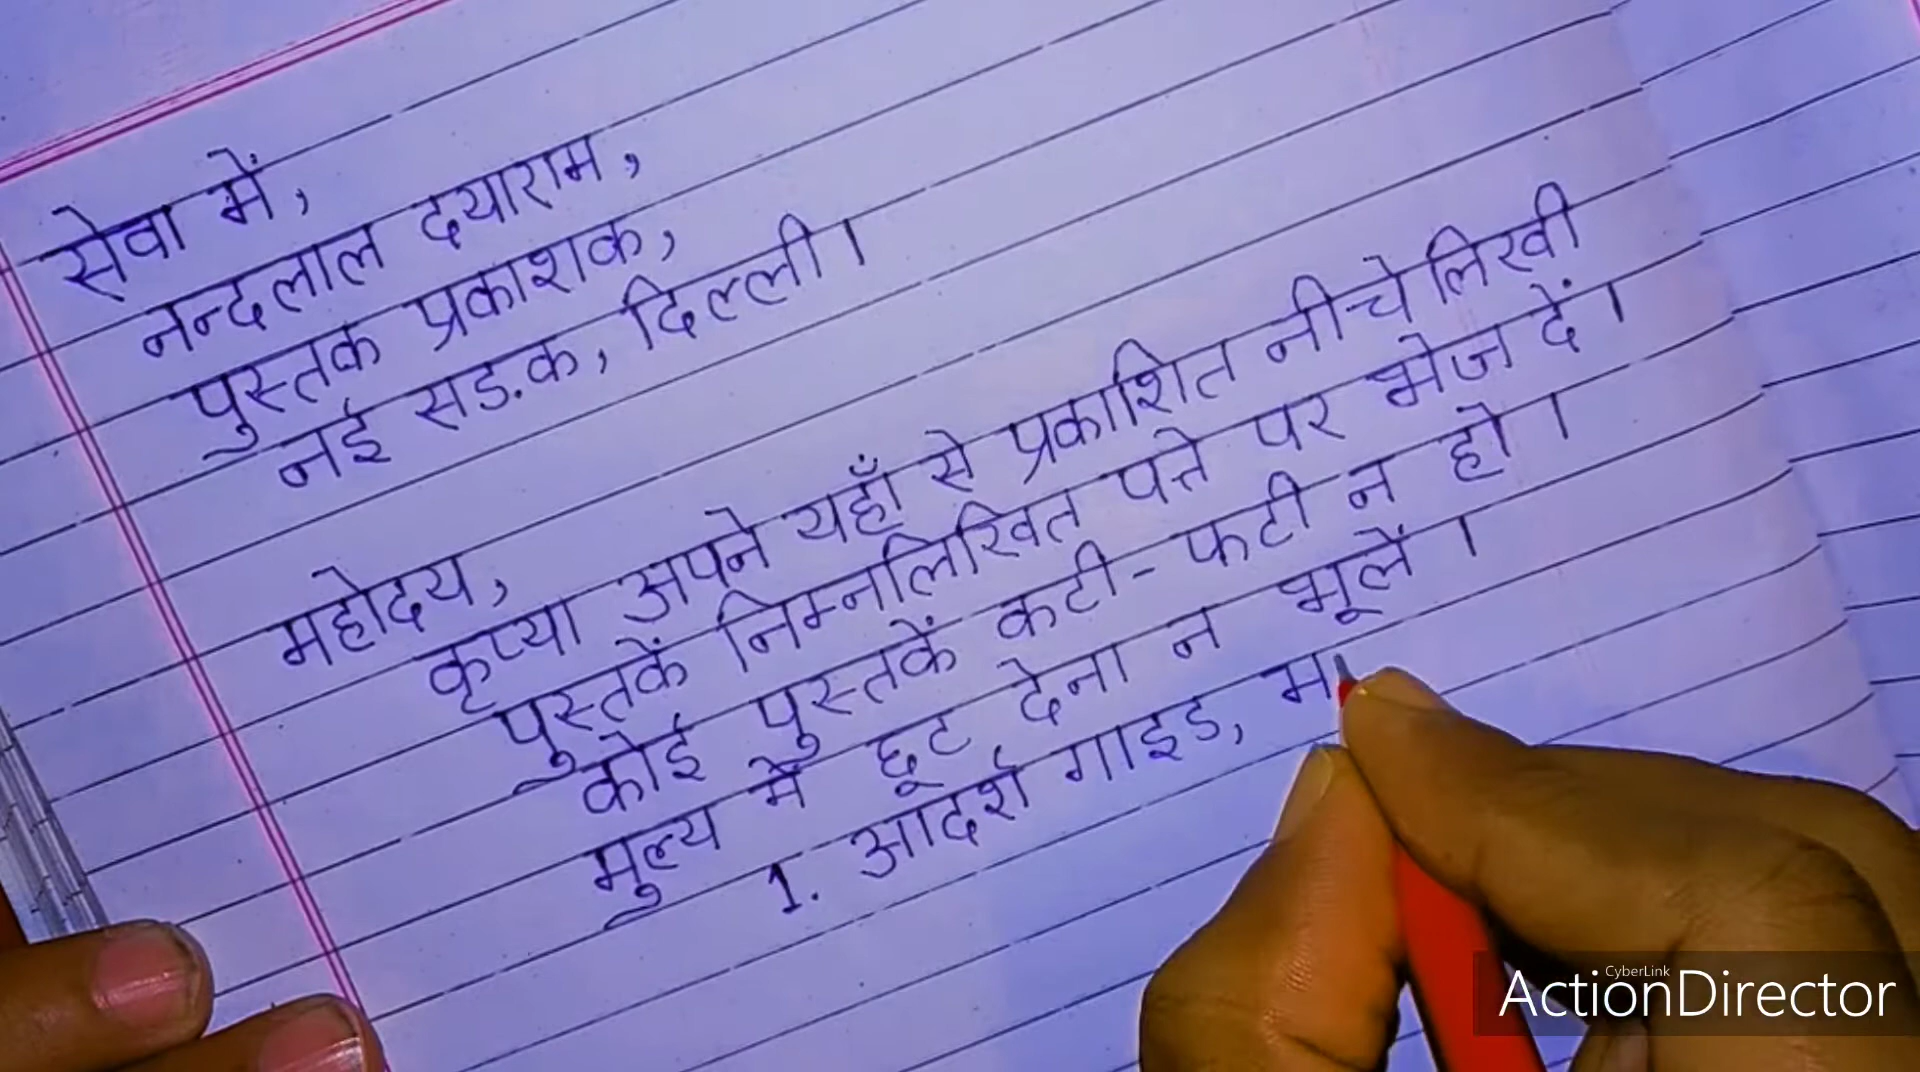 सेवा में,
नन्दलाल दयाराम,
पुस्तक प्रकाशक,
नई सड़क, दिल्ली।
महोदय,
कृप्या अपने यहाँ से प्रकाशित नीचे लिखी
पुस्तकें निम्नलिखित पत्ते पर भेज दें।
कोई पुस्तकें कटी-फटी न हो।
मुल्य में छूट देना न भूलें।
1. आदर्श गाइड, म
CyberLink
ActionDirector